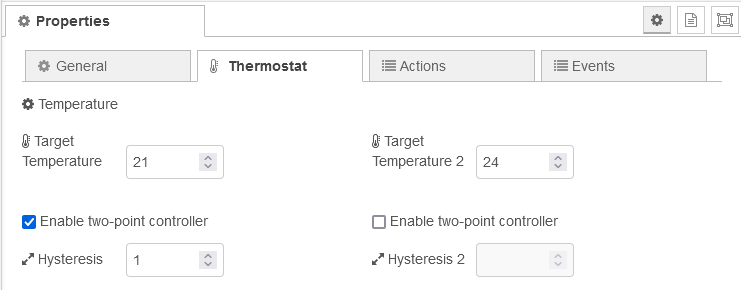 Properties
General
Thermostat
Actions
Events
Temperature
Target
Temperature
21
Target
Temperature 2
24
Enable two-point controller
Enable two-point controller
Hysteresis
1
Hysteresis 2